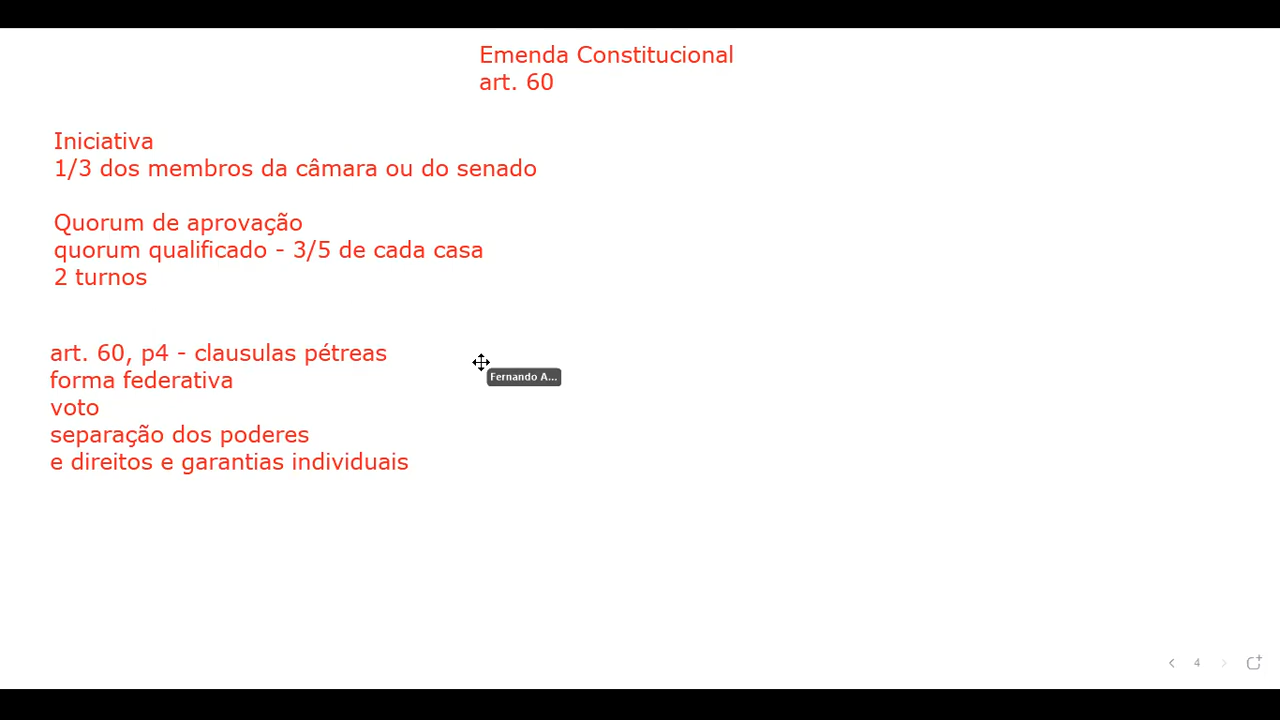 Emenda Constitucional
art. 60
Iniciativa
1/3 dos membros da câmara ou do senado
Quorum de aprovação
quorum qualificado - 3/5 de cada casa
2 turnos
art. 60, p4 - clausulas pétreas
forma federativa
voto
separação dos poderes
e direitos e garantias individuais
Fernando A...
4